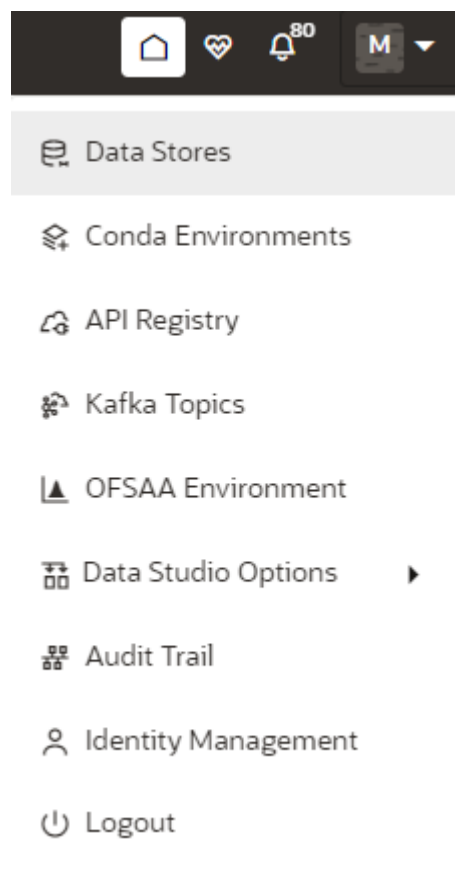 80
M
Data Stores
Conda Environments
API Registry
Kafka Topics
OFSAA Environment
Data Studio Options
Audit Trail
Identity Management
Logout